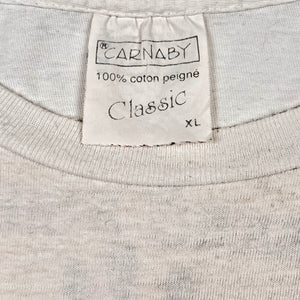 ® CARNABY
100% coton peigné
Classic
XL